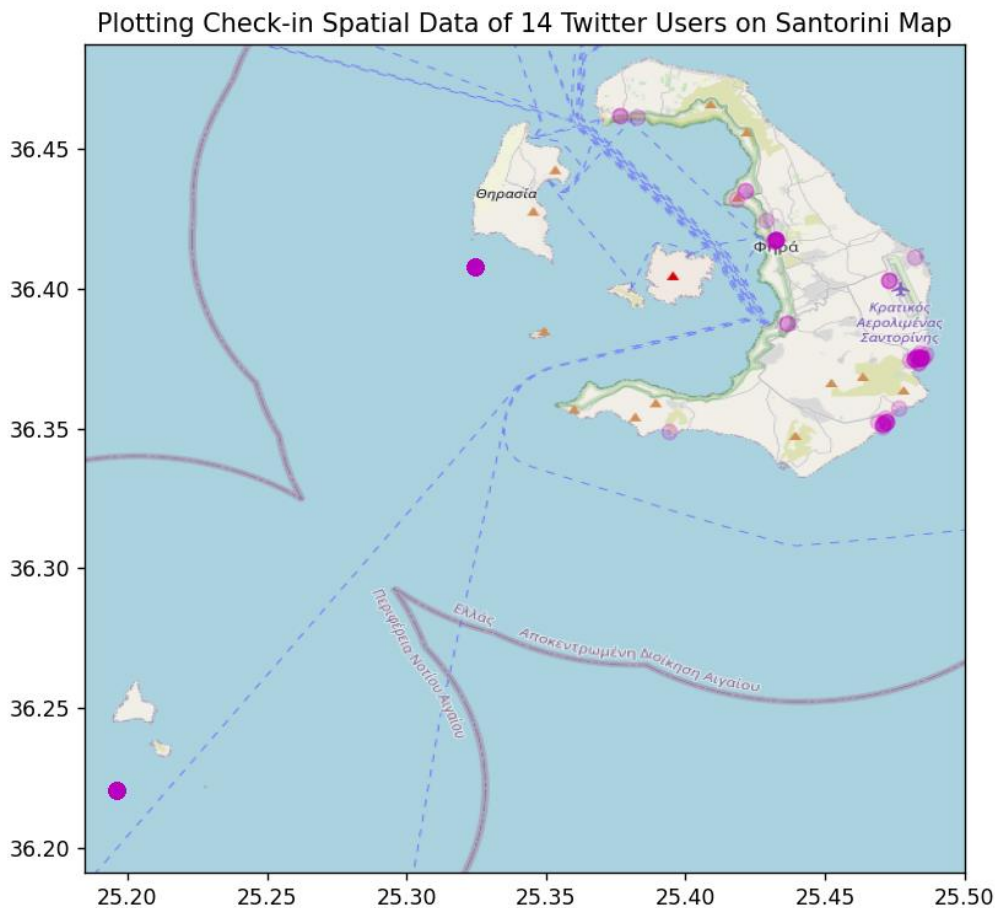 Plotting Check-in Spatial Data of 14 Twitter Users on Santorini Map
36.45
36.40
36.35
36.30
36.25
36.20
Θηρασία
Φηρά
Κρατικός
Αερολιμένας
Σαντορίνης
Ελλάς
Αποκεντρωμένη Διοίκηση Αιγαίου
Περιφέρεια Νοτίου Αιγαίου
25.20
25.25
25.30
25.35
25.40
25.45
25.50